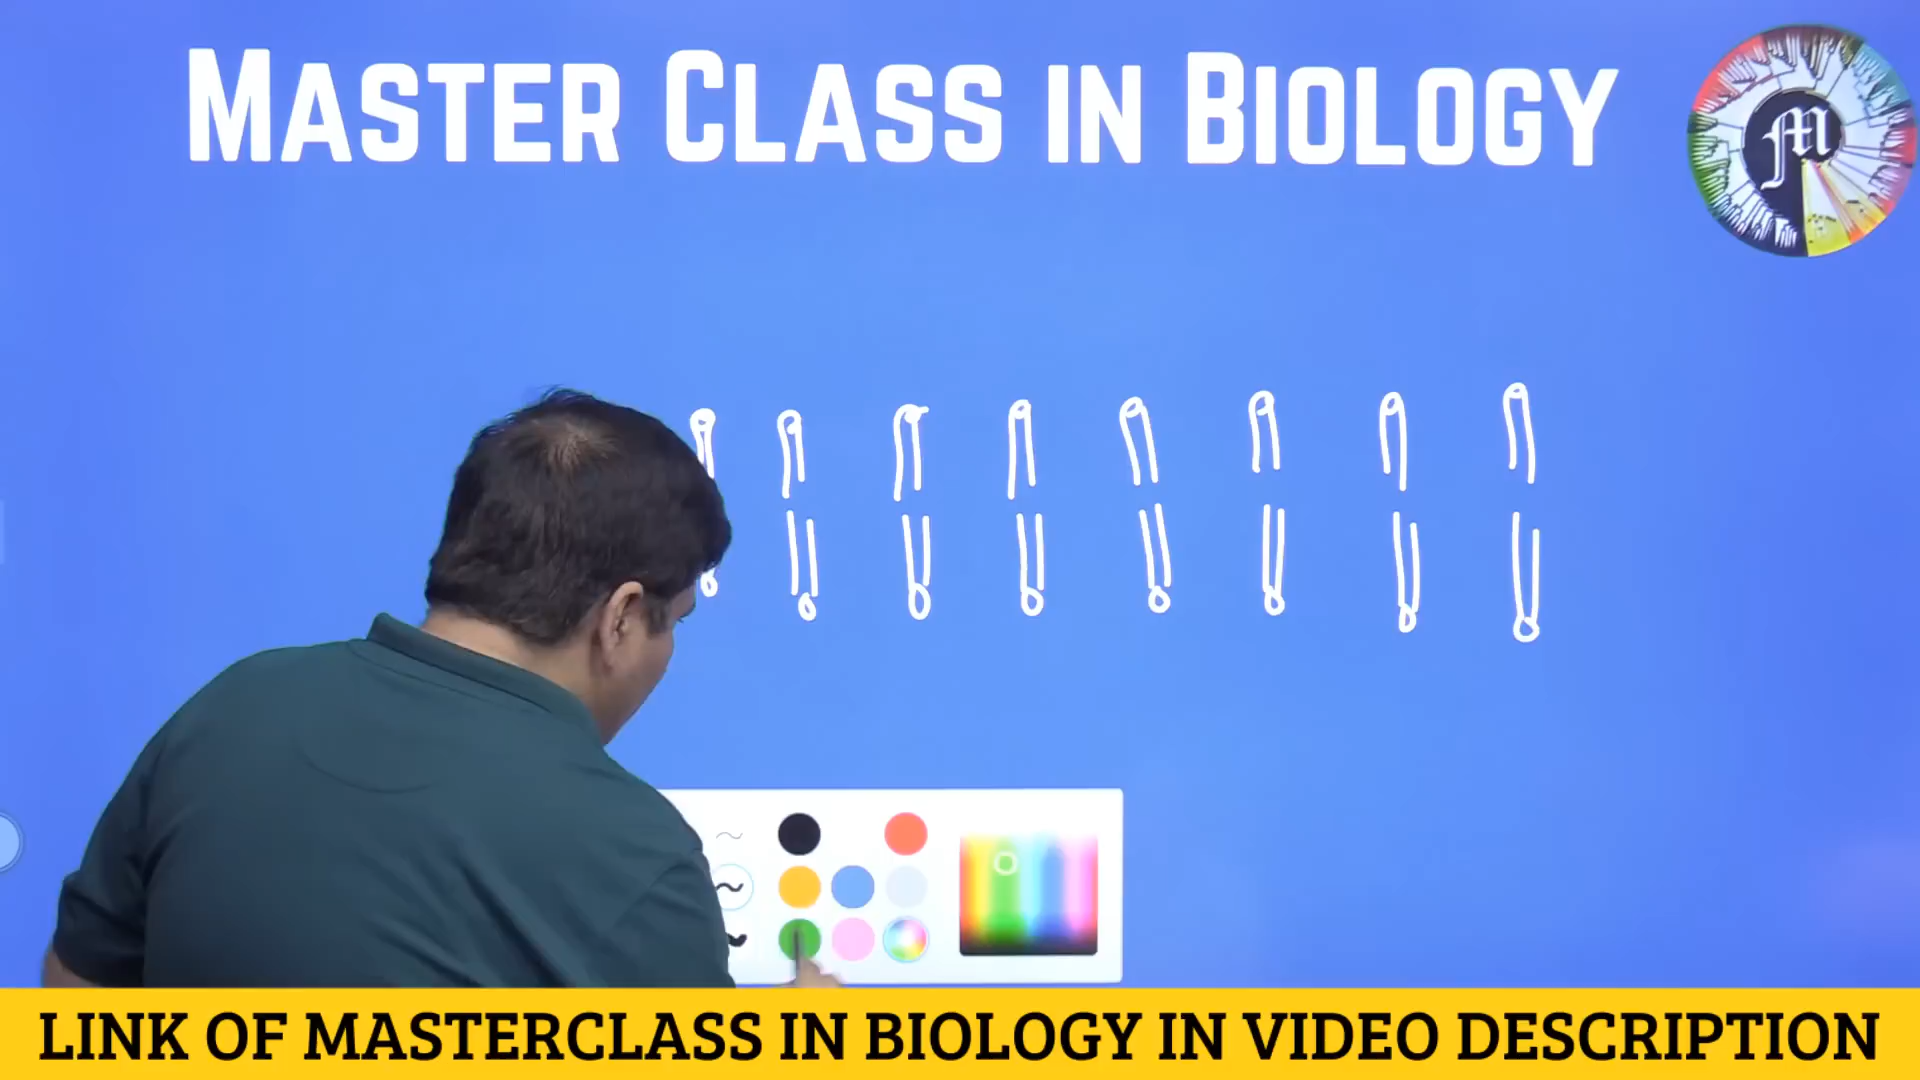 MASTER CLASS IN BIOLOGY
M
LINK OF MASTERCLASS IN BIOLOGY IN VIDEO DESCRIPTION